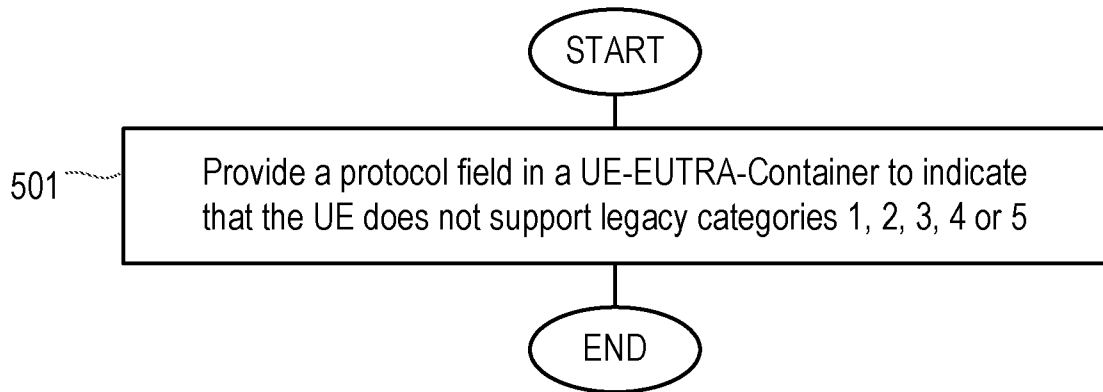 START
501
Provide a protocol field in a UE-EUTRA-Container to indicate
that the UE does not support legacy categories 1, 2, 3, 4 or 5
END